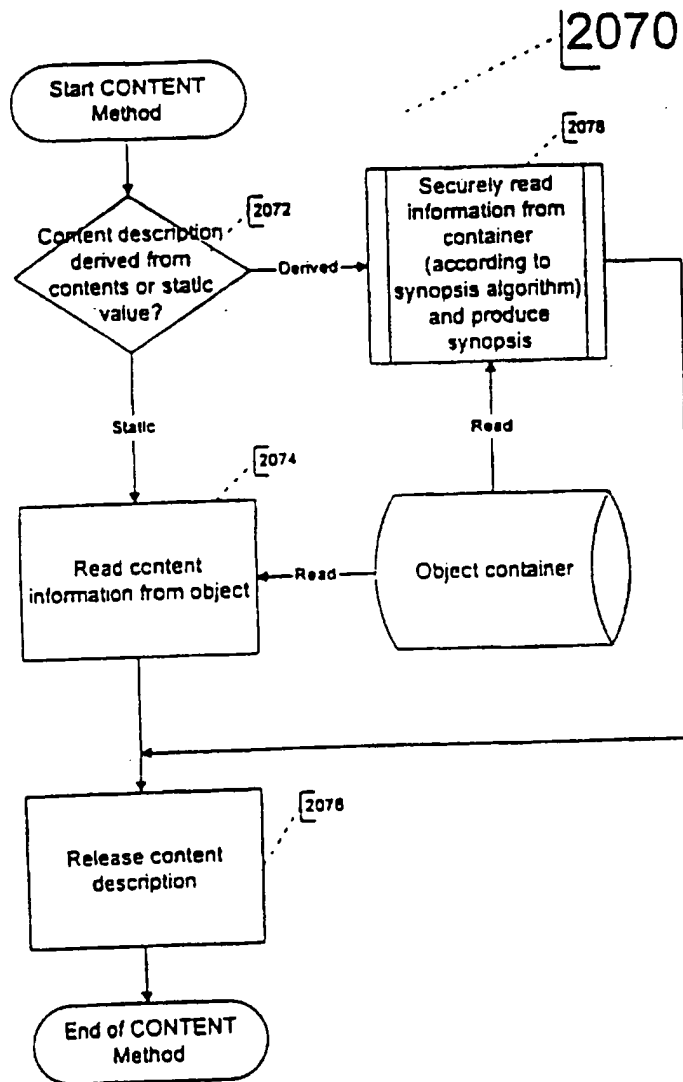 2070
Start CONTENT
Method
2078
2072
Securely read
information from
container
(according to
synopsis algorithm)
and produce
synopsis
Content description
derived from
contents or static
value?
Derived
Static
Read
2074
Read content
information from object
Read
Object container
2076
Release content
description
End of CONTENT
Method